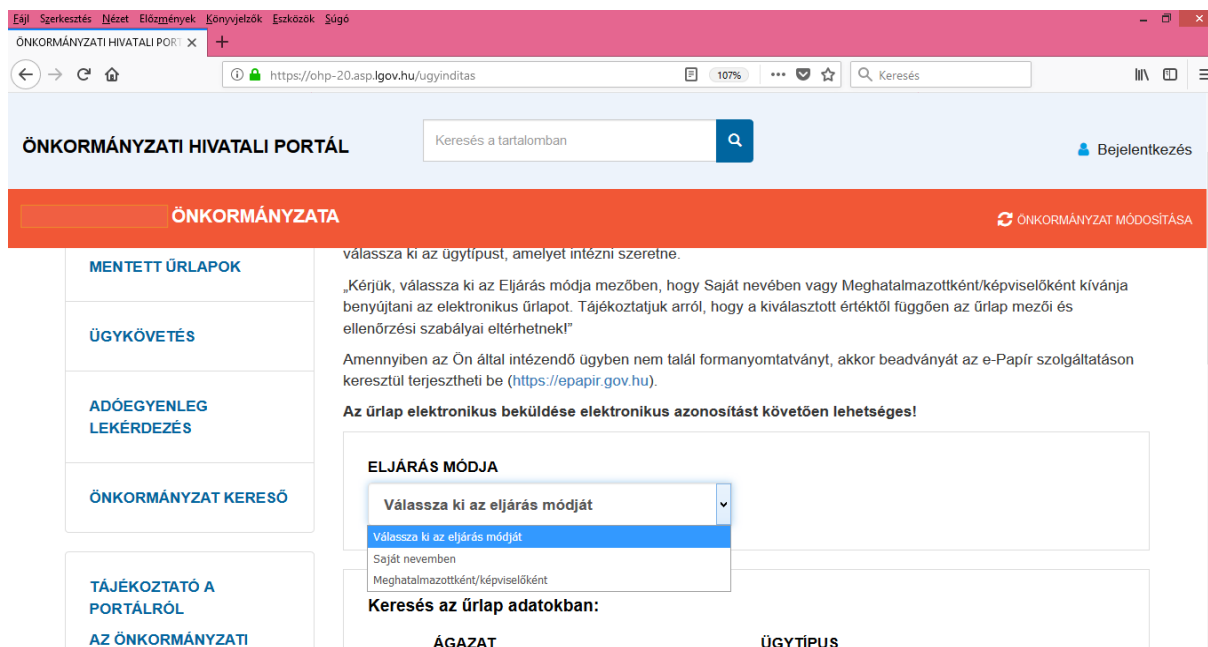 Fájl Szerkesztés Nézet Előzmények Könyvjelzők Eszközök Súgó
ÖNKORMÁNYZATI HIVATALI PORT
https://ohp-20.asp.lgov.hu/ugyinditas
107%
Keresés
ÖNKORMÁNYZATI HIVATALI PORTÁL
Keresés a tartalomban
Bejelentkezés
ÖNKORMÁNYZATA
ÖNKORMÁNYZAT MÓDOSÍTÁSA
MENTETT ŰRLAPOK
ÜGYKÖVETÉS
ADÓEGYENLEG
LEKÉRDEZÉS
ÖNKORMÁNYZAT KERESŐ
TÁJÉKOZTATÓ A
PORTÁLRÓL
AZ ÖNKORMÁNYZATI
válassza ki az ügytípust, amelyet intézni szeretne.
„Kérjük, válassza ki az Eljárás módja mezőben, hogy Saját nevében vagy Meghatalmazottként/képviselőként kívánja
benyújtani az elektronikus űrlapot. Tájékoztatjuk arról, hogy a kiválasztott értéktől függően az űrlap mezői és
ellenőrzési szabályai eltérhetnek!”
Amennyiben az Ön által intézendő ügyben nem talál formanyomtatványt, akkor beadványát az e-Papír szolgáltatáson
keresztül terjesztheti be (https://epapir.gov.hu).
Az űrlap elektronikus beküldése elektronikus azonosítást követően lehetséges!
ELJÁRÁS MÓDJA
Válassza ki az eljárás módját
Válassza ki az eljárás módját
Saját nevemben
Meghatalmazottként/képviselőként
Keresés az űrlap adatokban:
ÁGAZAT
ÜGYTÍPUS